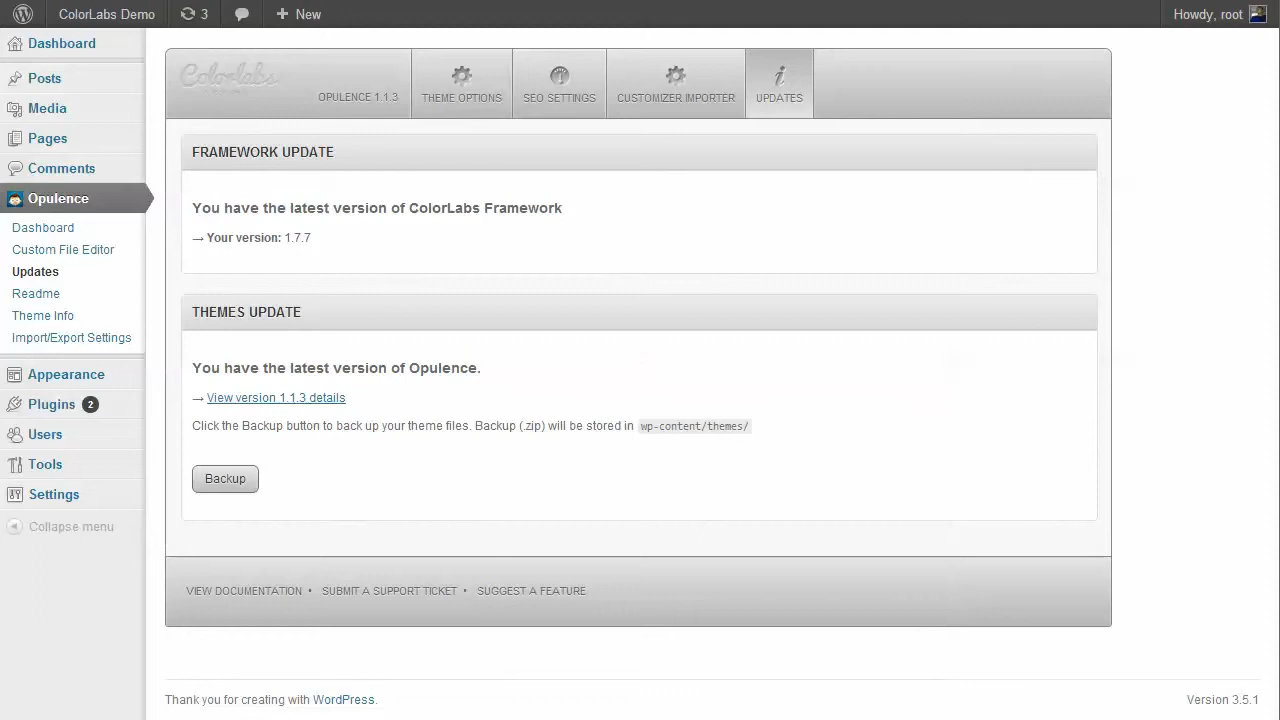 ColorLabs Demo 3 New Howdy, root
Dashboard
Posts
Media
Pages
Comments
Opulence
Dashboard
Custom File Editor
Updates
Readme
Theme Info
Import/Export Settings
Appearance
Plugins 2
Users
Tools
Settings
Collapse menu
Colorlabs
OPULENCE 1.1.3
THEME OPTIONS
SEO SETTINGS
CUSTOMIZER IMPORTER
UPDATES
FRAMEWORK UPDATE
You have the latest version of ColorLabs Framework
→ Your version: 1.7.7
THEMES UPDATE
You have the latest version of Opulence.
→ View version 1.1.3 details
Click the Backup button to back up your theme files. Backup (.zip) will be stored in wp-content/themes/
Backup
VIEW DOCUMENTATION • SUBMIT A SUPPORT TICKET • SUGGEST A FEATURE
Thank you for creating with WordPress. Version 3.5.1